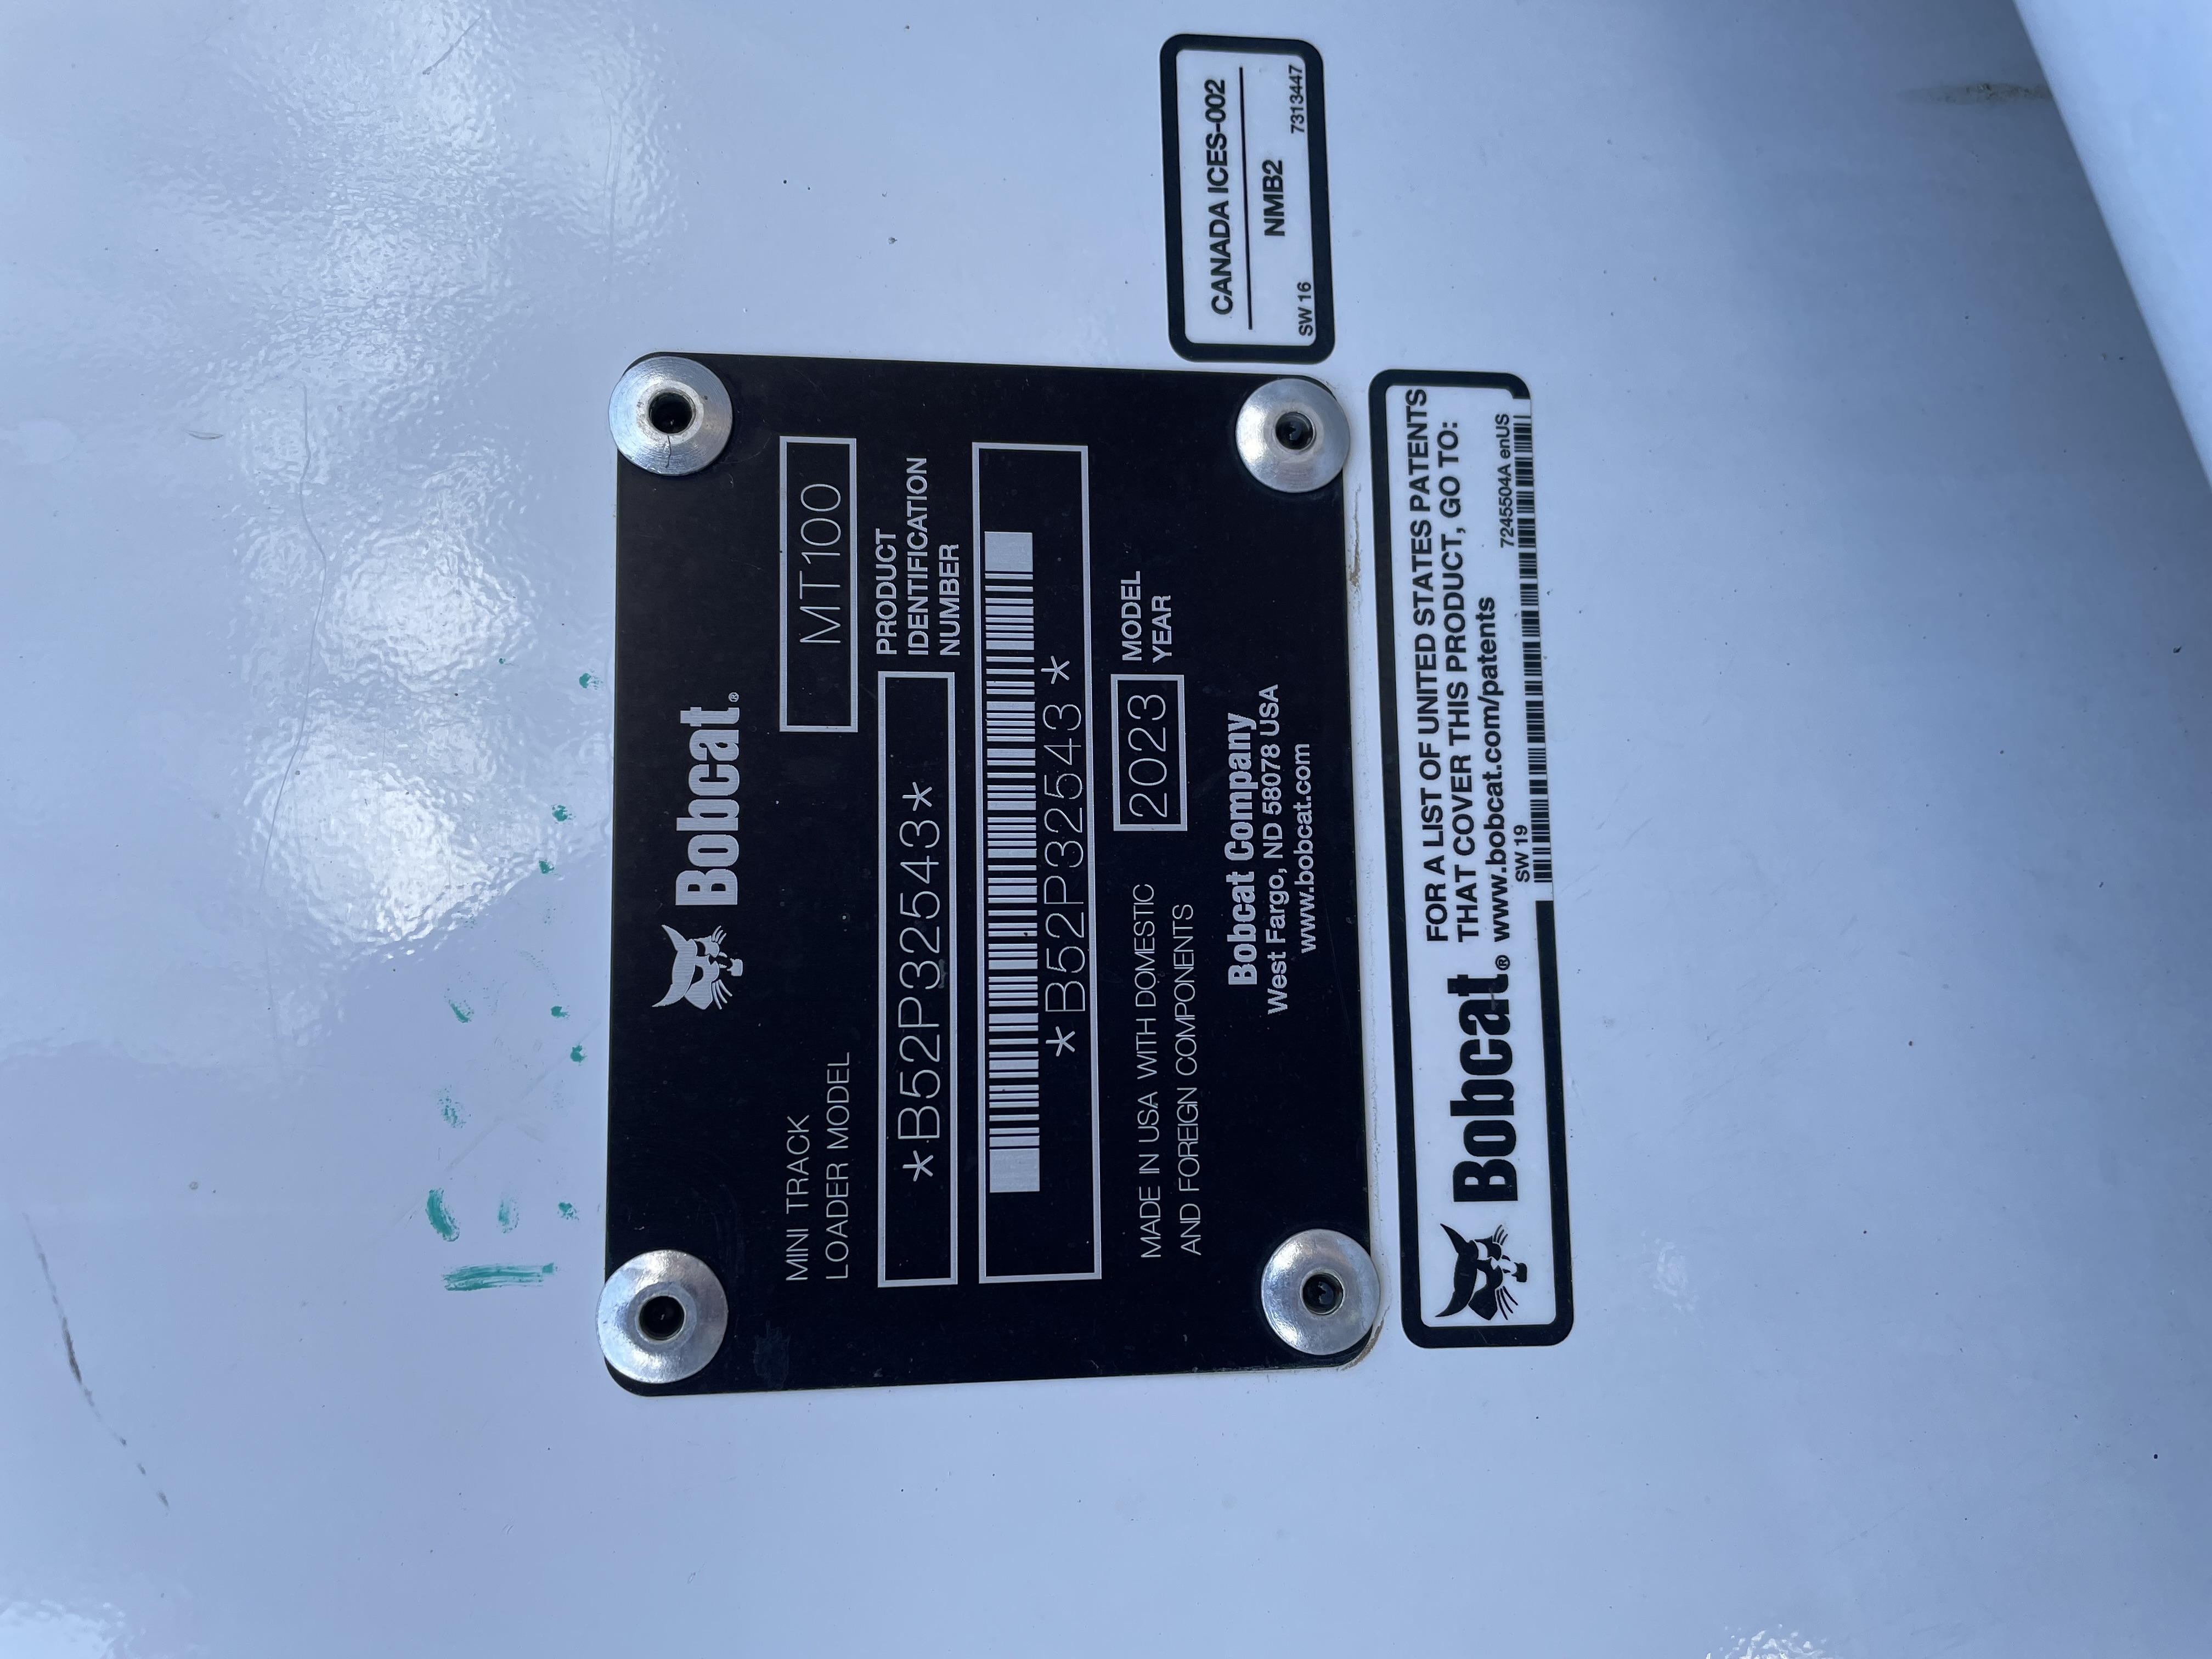 Bobcat®
MINI TRACK
LOADER MODEL
MT100
*B52P32543*
PRODUCT
IDENTIFICATION
NUMBER
*B52P32543*
MADE IN USA WITH DOMESTIC
AND FOREIGN COMPONENTS
2023
MODEL
YEAR
Bobcat Company
West Fargo, ND 58078 USA
www.bobcat.com
CANADA ICES-002
NMB2
SW 16
7313447
Bobcat®
FOR A LIST OF UNITED STATES PATENTS
THAT COVER THIS PRODUCT, GO TO:
www.bobcat.com/patents
SW 19
7245504A enUS